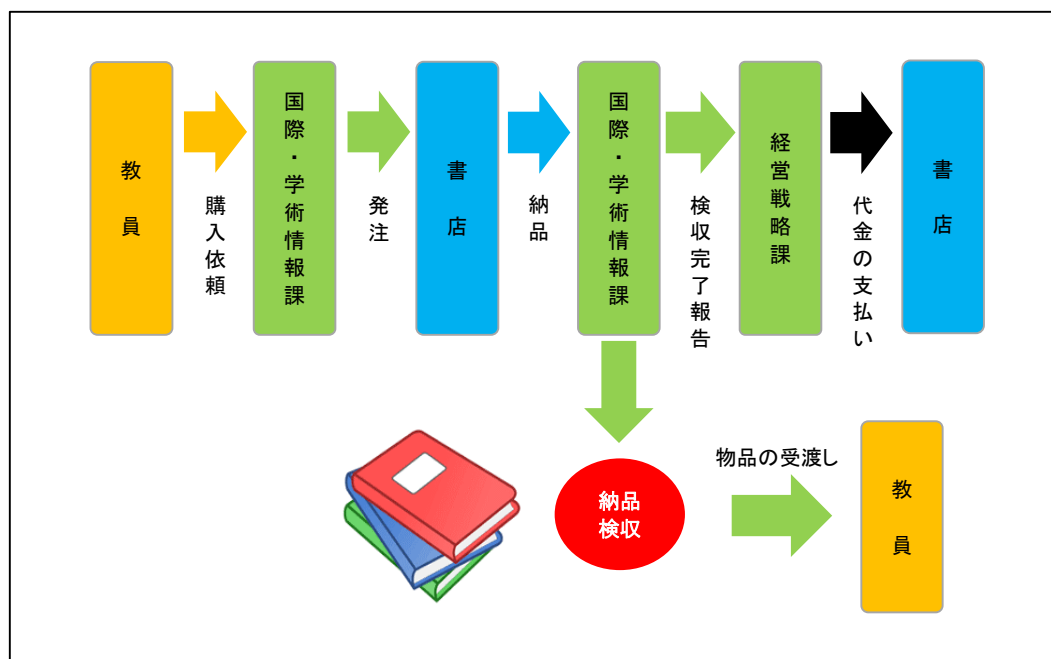 教員
購入依頼
国際・学術情報課
発注
書店
納品
国際・学術情報課
検収完了報告
経営戦略課
代金の支払い
書店
納品
検収
物品の受渡し
教員